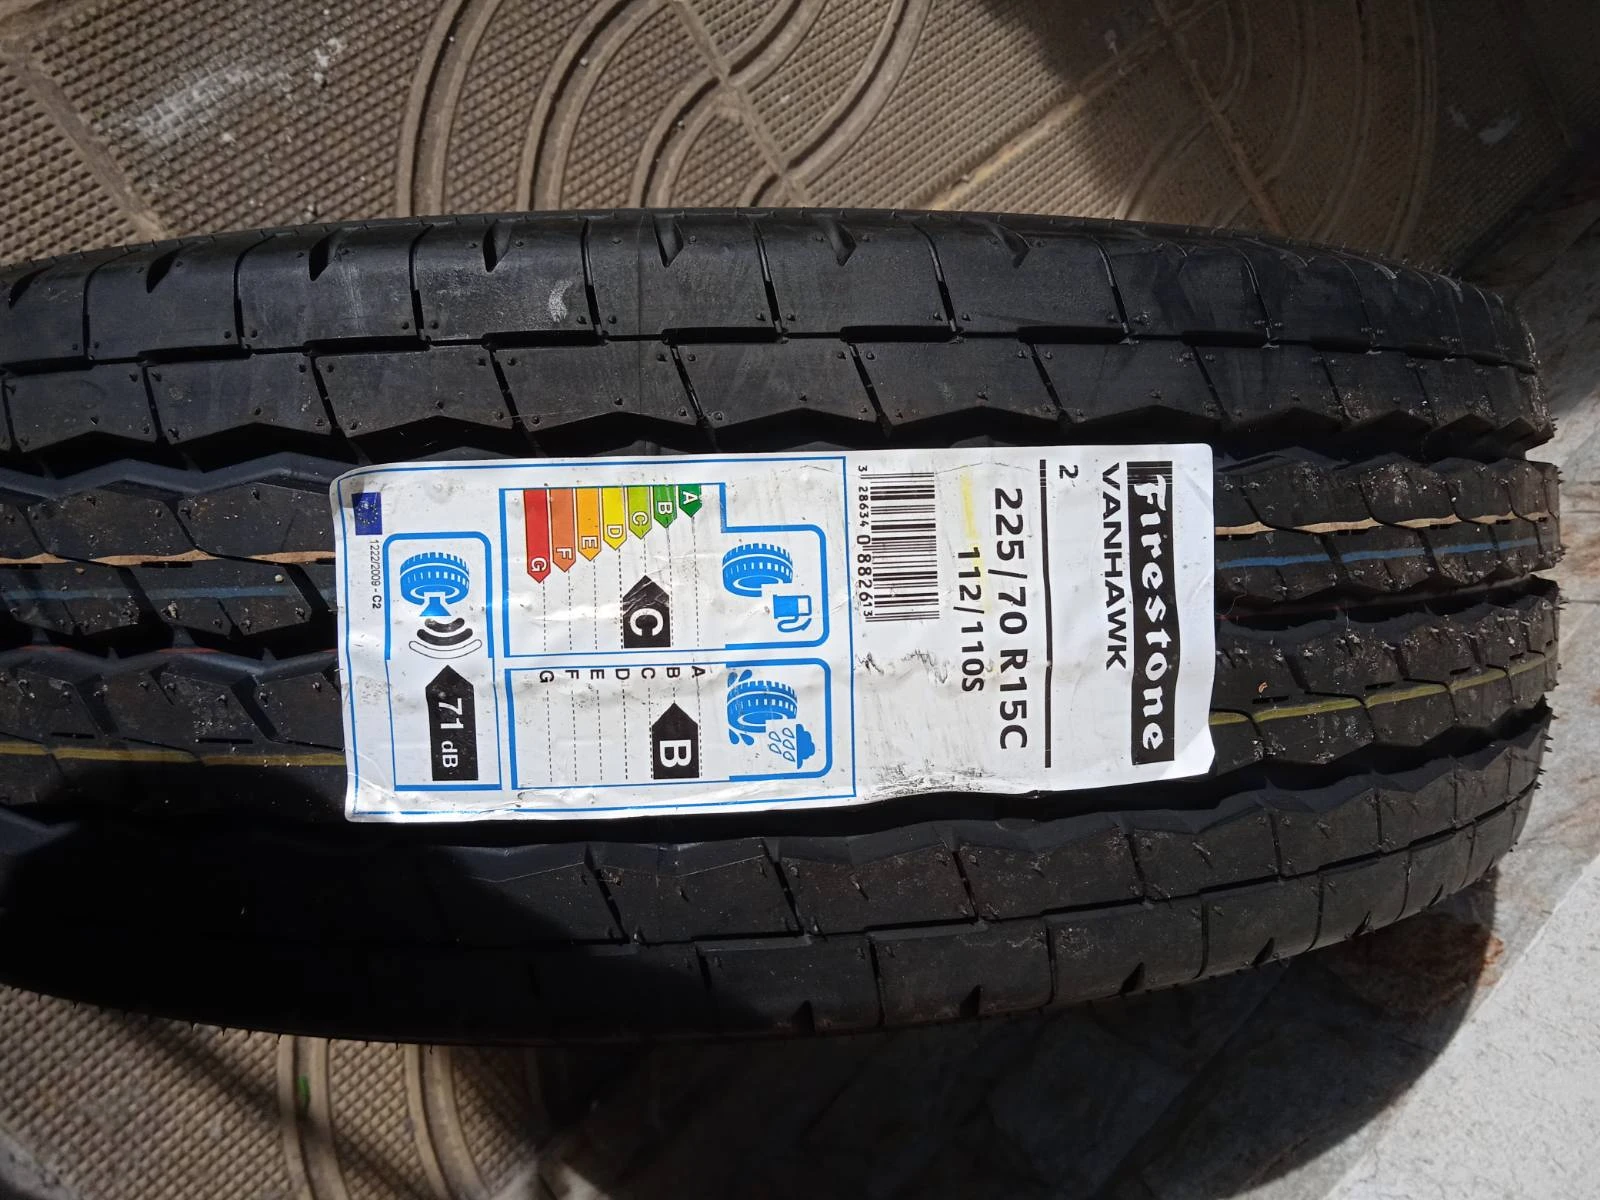 Firestone
VANHAWK
2
225/70 R15C
112/110S
3 286340 882613
A
B
C
D
E
F
G
C
A
B
C
D
E
F
G
B
71 dB
1222/2009 - C2